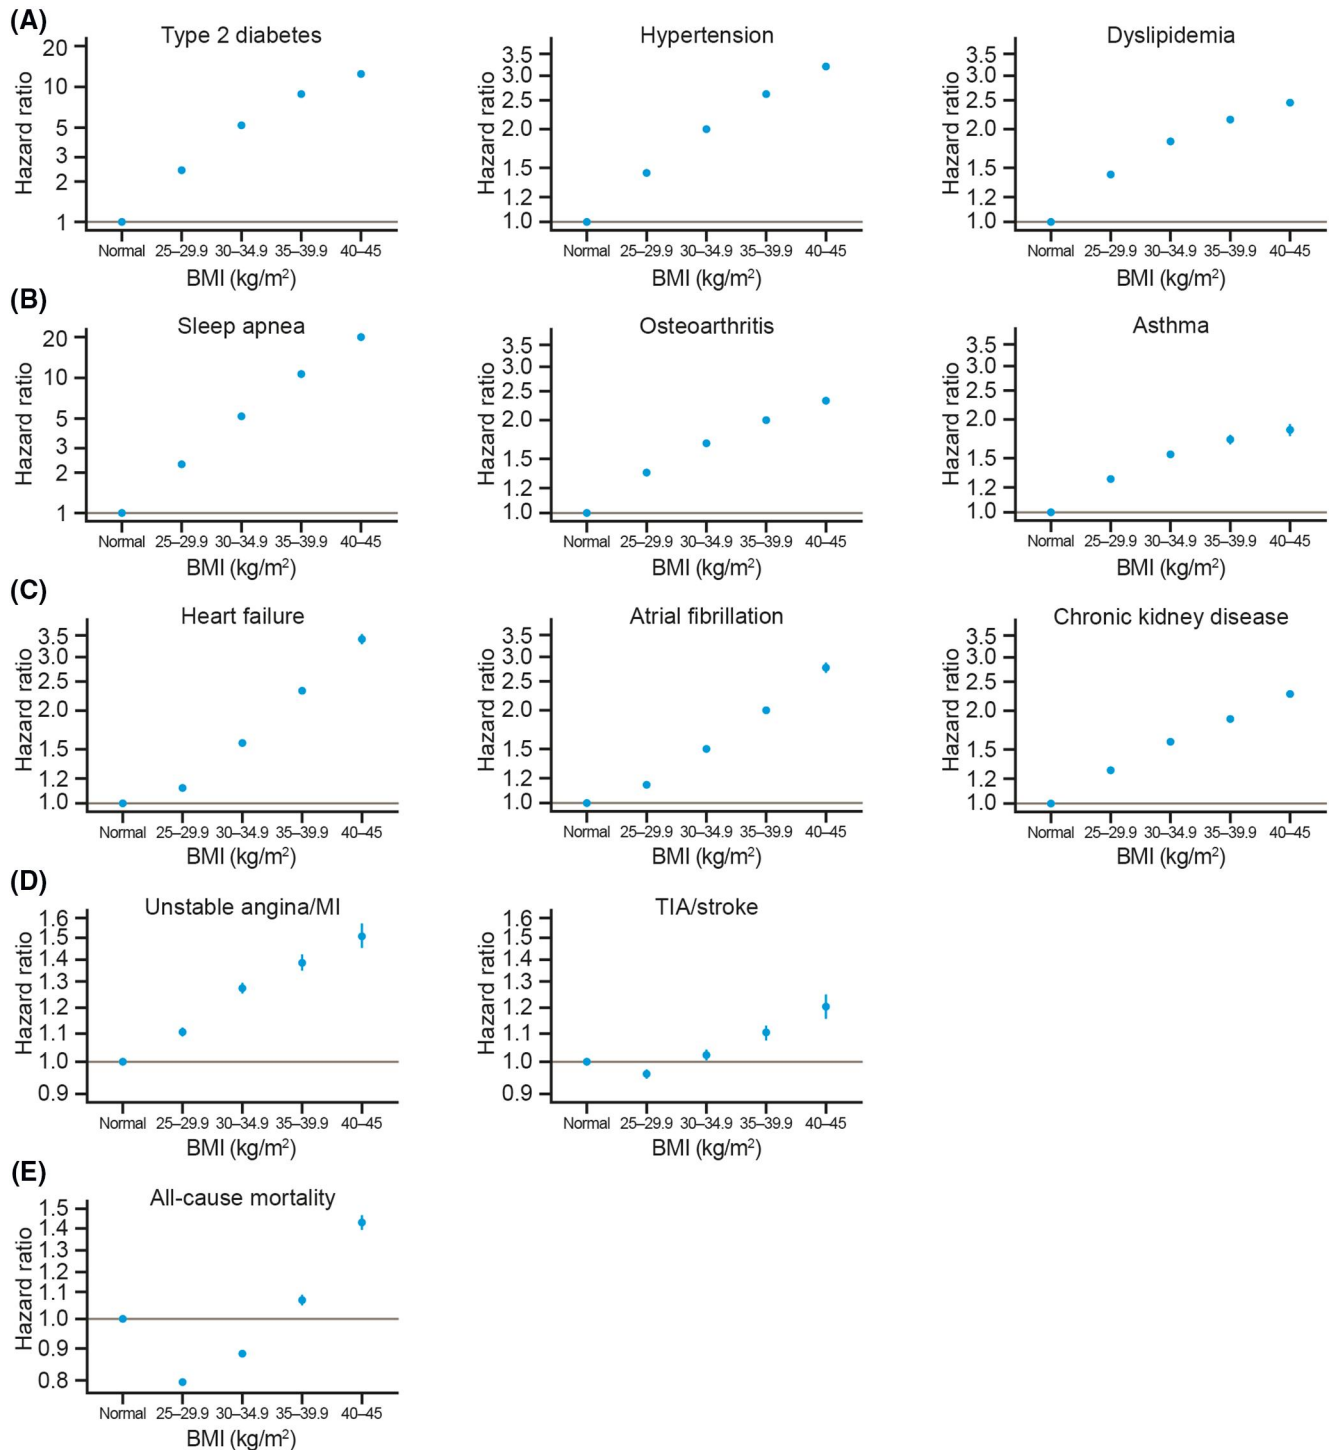 (A)
Type 2 diabetes
Hazard ratio
20
10
5
3
2
1
Normal 25–29.9 30–34.9 35–39.9 40–45
BMI (kg/m²)
Hypertension
Hazard ratio
3.5
3.0
2.5
2.0
1.5
1.2
1.0
Normal 25–29.9 30–34.9 35–39.9 40–45
BMI (kg/m²)
Dyslipidemia
Hazard ratio
3.5
3.0
2.5
2.0
1.5
1.2
1.0
Normal 25–29.9 30–34.9 35–39.9 40–45
BMI (kg/m²)
(B)
Sleep apnea
Hazard ratio
20
10
5
3
2
1
Normal 25–29.9 30–34.9 35–39.9 40–45
BMI (kg/m²)
Osteoarthritis
Hazard ratio
3.5
3.0
2.5
2.0
1.5
1.2
1.0
Normal 25–29.9 30–34.9 35–39.9 40–45
BMI (kg/m²)
Asthma
Hazard ratio
3.5
3.0
2.5
2.0
1.5
1.2
1.0
Normal 25–29.9 30–34.9 35–39.9 40–45
BMI (kg/m²)
(C)
Heart failure
Hazard ratio
3.5
3.0
2.5
2.0
1.5
1.2
1.0
Normal 25–29.9 30–34.9 35–39.9 40–45
BMI (kg/m²)
Atrial fibrillation
Hazard ratio
3.5
3.0
2.5
2.0
1.5
1.2
1.0
Normal 25–29.9 30–34.9 35–39.9 40–45
BMI (kg/m²)
Chronic kidney disease
Hazard ratio
3.5
3.0
2.5
2.0
1.5
1.2
1.0
Normal 25–29.9 30–34.9 35–39.9 40–45
BMI (kg/m²)
(D)
Unstable angina/MI
Hazard ratio
1.6
1.5
1.4
1.3
1.2
1.1
1.0
0.9
Normal 25–29.9 30–34.9 35–39.9 40–45
BMI (kg/m²)
TIA/stroke
Hazard ratio
1.6
1.5
1.4
1.3
1.2
1.1
1.0
0.9
Normal 25–29.9 30–34.9 35–39.9 40–45
BMI (kg/m²)
(E)
All-cause mortality
Hazard ratio
1.5
1.4
1.3
1.2
1.1
1.0
0.9
0.8
Normal 25–29.9 30–34.9 35–39.9 40–45
BMI (kg/m²)